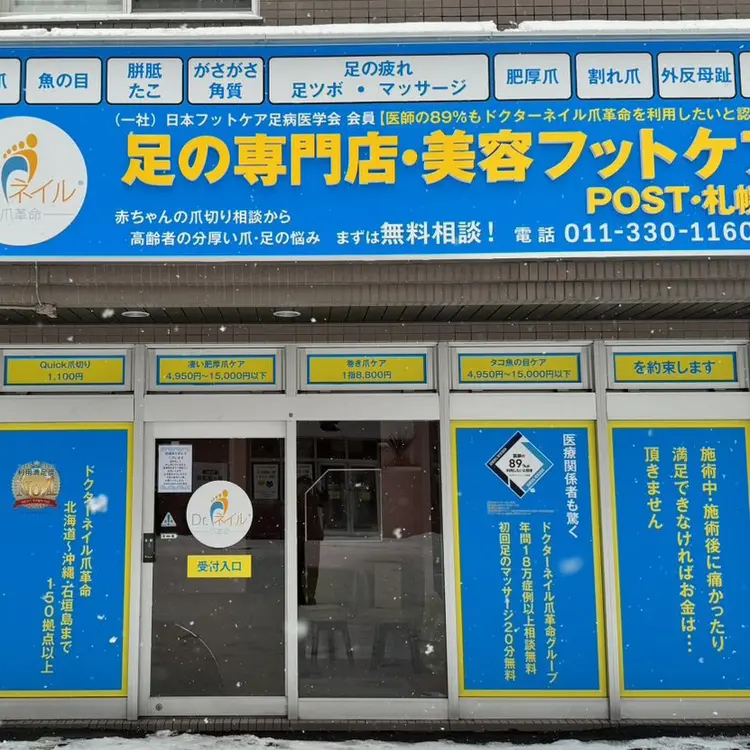 爪
魚の目
胼胝
たこ
がさがさ
角質
足の疲れ
足ツボ・マッサージ
肥厚爪
割れ爪
外反母趾
(一社)日本フットケア足病医学会 会員【医師の89%もドクターネイル爪革命を利用したいと認
足の専門店・美容フットケア
POST・札幌
ネイル®
爪革命
赤ちゃんの爪切り相談から
高齢者の分厚い爪・足の悩み まずは無料相談! 電話 011-330-1160
Quick爪切り
1,100円
凄い肥厚爪ケア
4,950円～15,000円以下
巻き爪ケア
1指8,800円
タコ魚の目ケア
4,950円～15,000円以下
を約束します
ドクターネイル爪革命
北海道～沖縄・石垣島まで
150拠点以上
No.1
Dr.ネイル
受付入口
医師の
89%が
医療関係者も驚く
ドクターネイル爪革命グループ
年間18万症例以上相談無料
初回足のマッサージ20分無料
施術中・施術後に痛かったり
満足できなければお金は…
頂きません